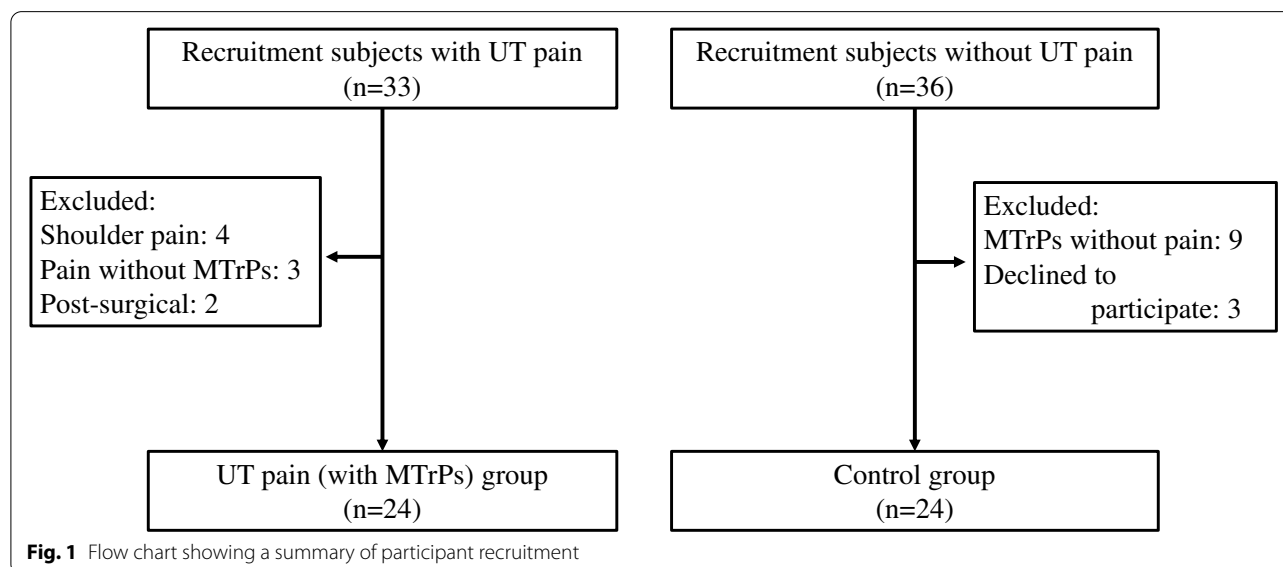 Recruitment subjects with UT pain
(n=33)
Recruitment subjects without UT pain
(n=36)
Excluded:
Shoulder pain: 4
Pain without MTrPs: 3
Post-surgical: 2
Excluded:
MTrPs without pain: 9
Declined to
participate: 3
UT pain (with MTrPs) group
(n=24)
Control group
(n=24)
Fig. 1 Flow chart showing a summary of participant recruitment